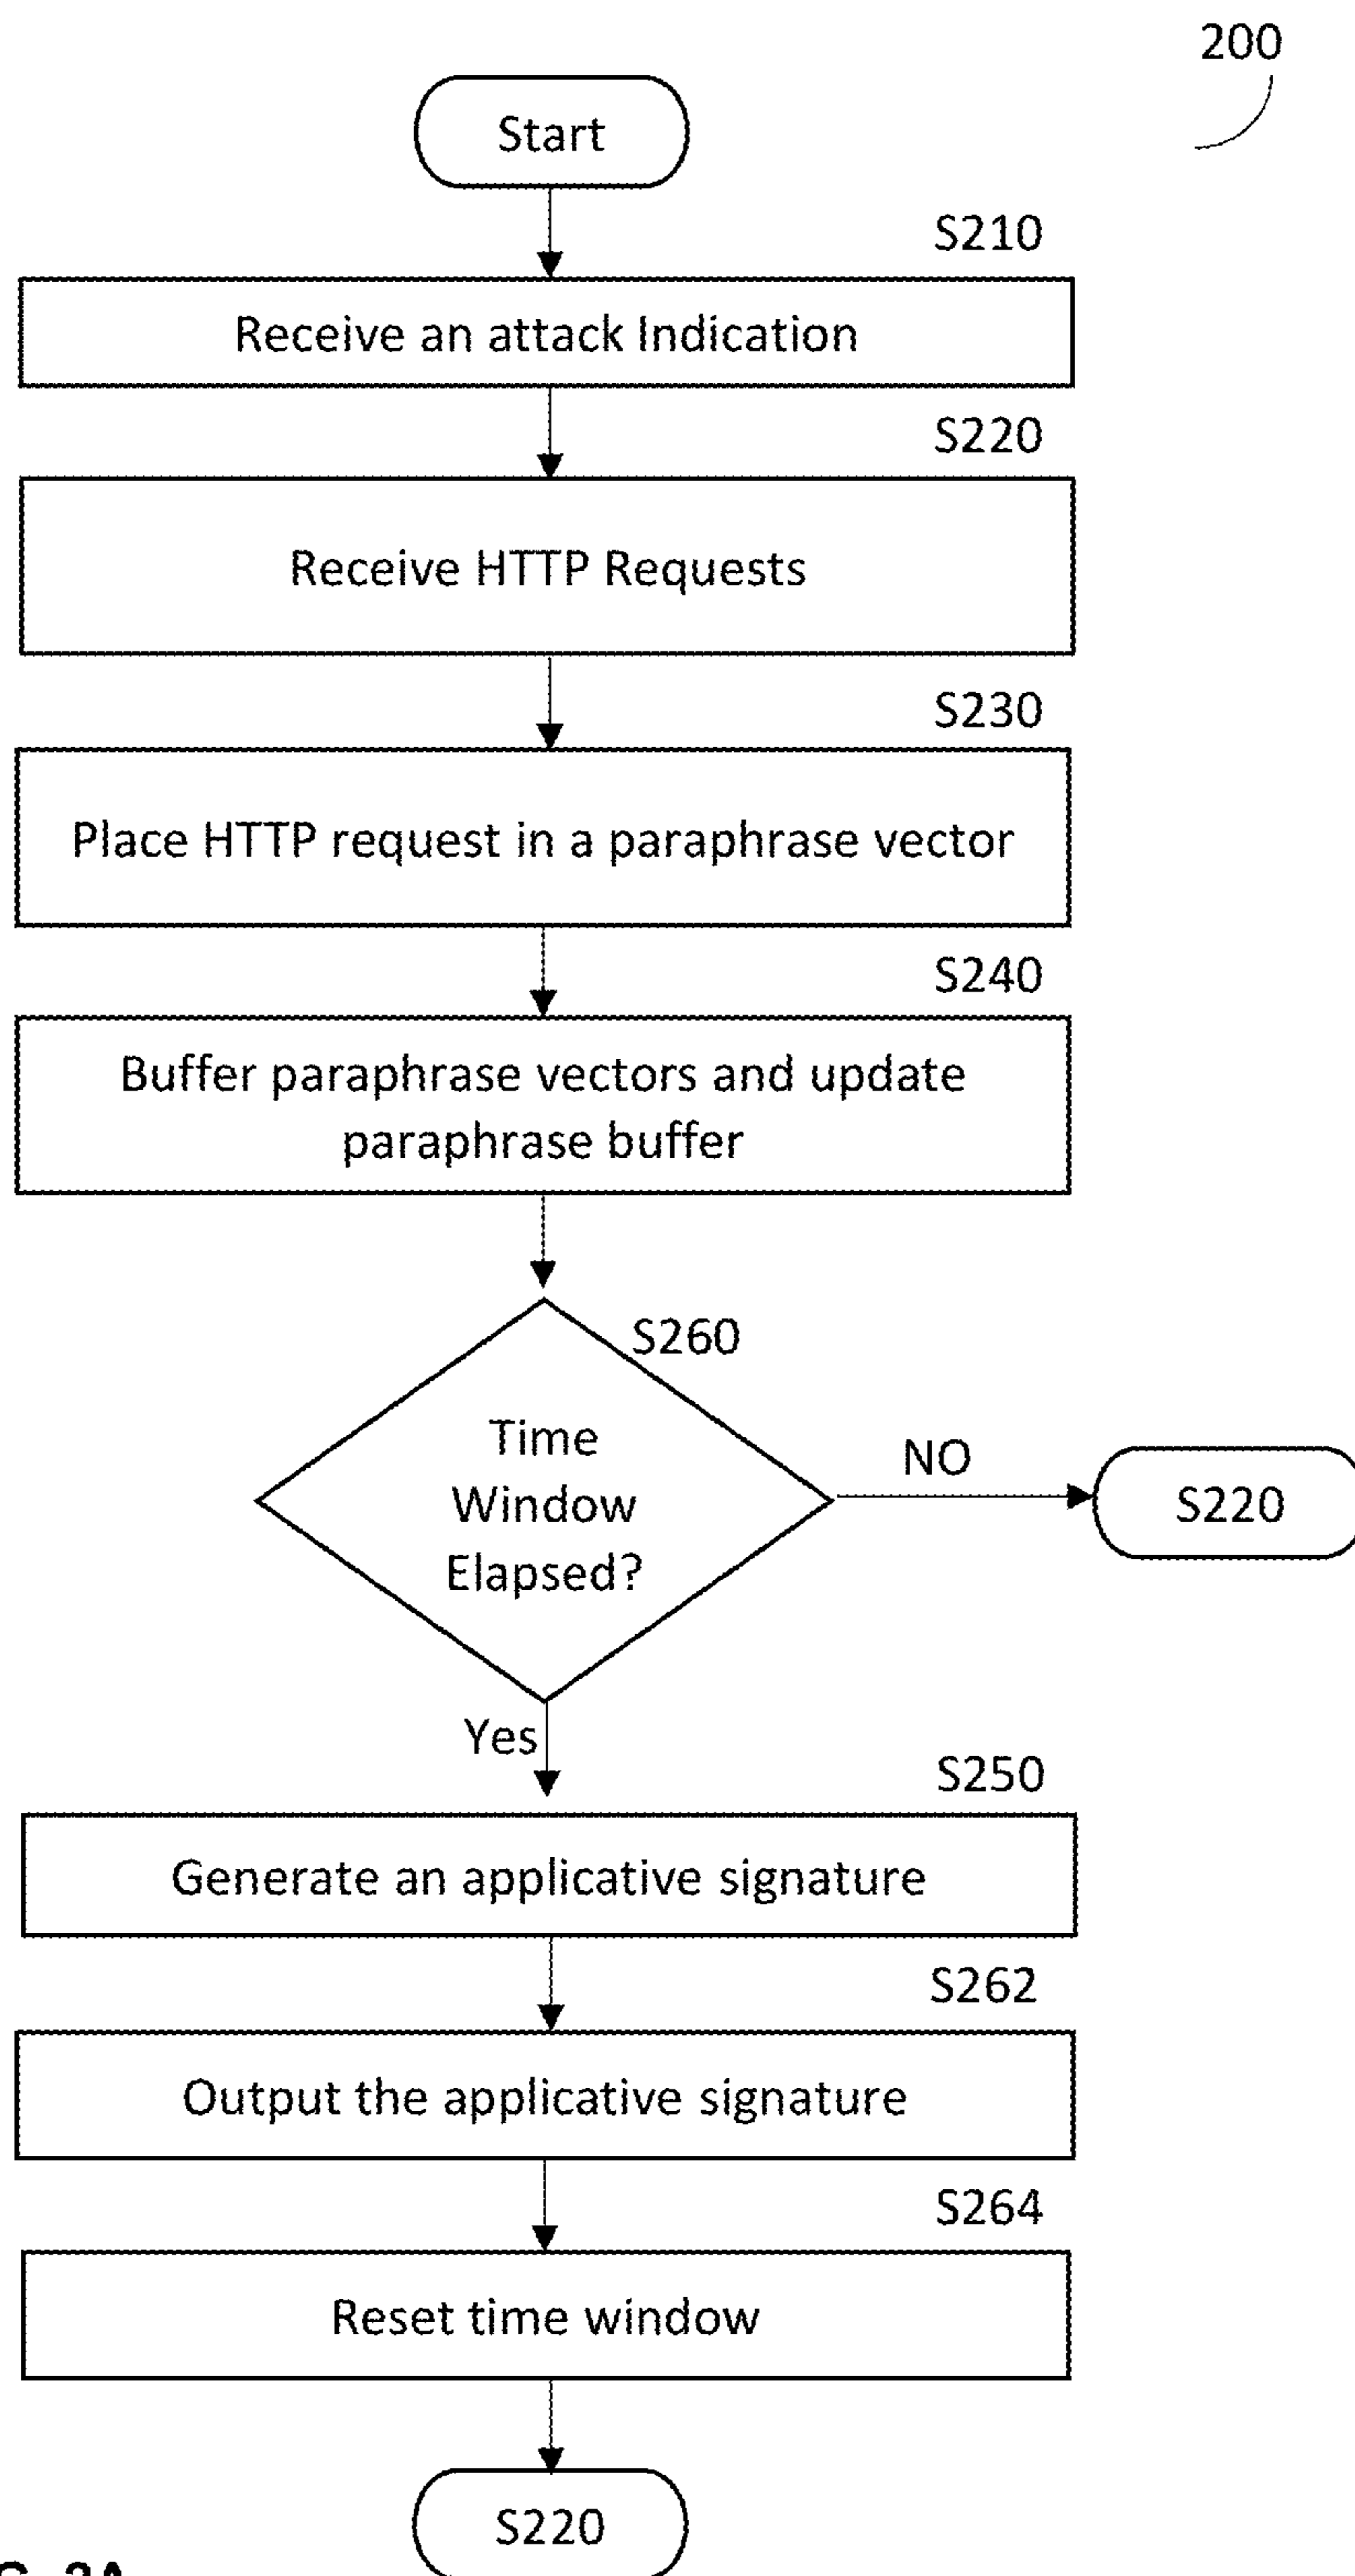 200
Start
S210
Receive an attack Indication
S220
Receive HTTP Requests
S230
Place HTTP request in a paraphrase vector
S240
Buffer paraphrase vectors and update
paraphrase buffer
S260
Time
Window
Elapsed?
NO
S220
Yes
S250
Generate an applicative signature
S262
Output the applicative signature
S264
Reset time window
S220